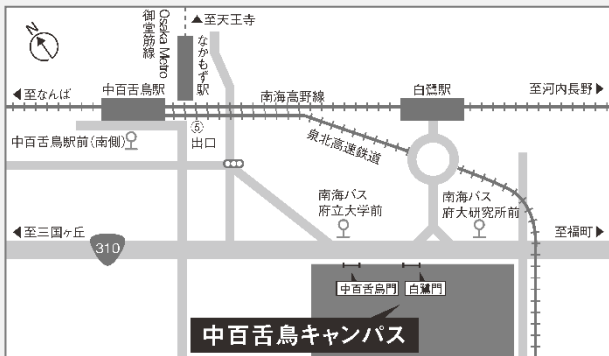 N
▲至天王寺
Osaka Metro
御堂筋線
なかもず駅
◀至なんば
中百舌鳥駅
南海高野線
白鷺駅
至河内長野▶
⑤
出口
中百舌鳥駅前(南側)
泉北高速鉄道
南海バス
府立大学前
南海バス
府大研究所前
◀至三国ヶ丘
310
至福町▶
中百舌鳥門
白鷺門
中百舌鳥キャンパス